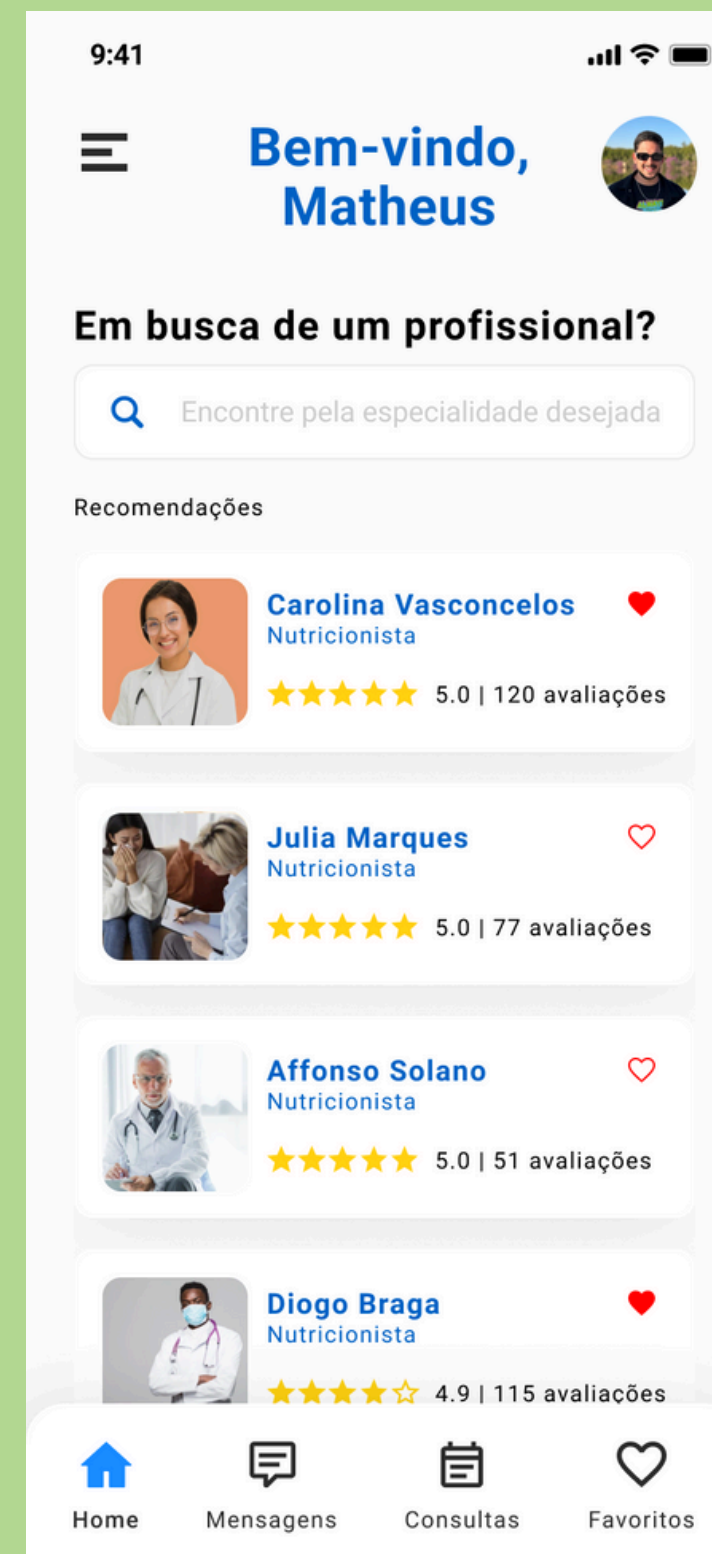 9:41
Bem-vindo,
Matheus
Em busca de um profissional?
Encontre pela especialidade desejada
Recomendações
Carolina Vasconcelos
Nutricionista
5.0 | 120 avaliações
Julia Marques
Nutricionista
5.0 | 77 avaliações
Affonso Solano
Nutricionista
5.0 | 51 avaliações
Diogo Braga
Nutricionista
4.9 | 115 avaliações
Home Mensagens Consultas Favoritos